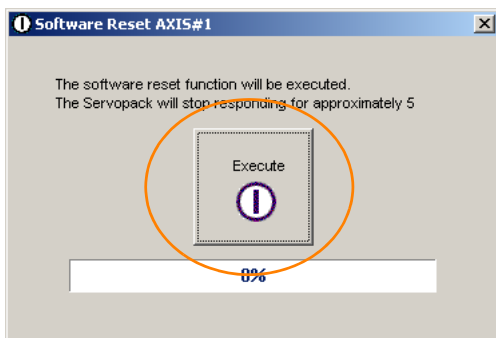 Software Reset AXIS#1
The software reset function will be executed.
The Servopack will stop responding for approximately 5
Execute
8%